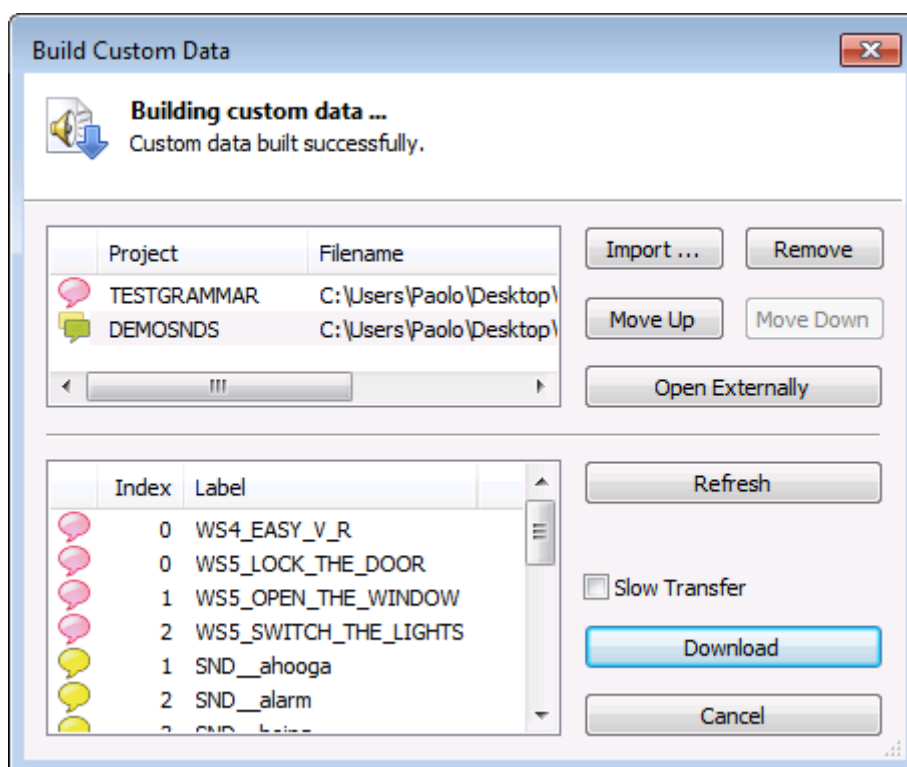 Build Custom Data
Building custom data ...
Custom data built successfully.
Project Filename
TESTGRAMMAR C:\Users\Paolo\Desktop\
DEMOSNDS C:\Users\Paolo\Desktop\
Import ... Remove
Move Up Move Down
Open Externally
Index Label
0 WS4_EASY_V_R
0 WS5_LOCK_THE_DOOR
1 WS5_OPEN_THE_WINDOW
2 WS5_SWITCH_THE_LIGHTS
1 SND__ahooga
2 SND__alarm
Refresh
Slow Transfer
Download
Cancel